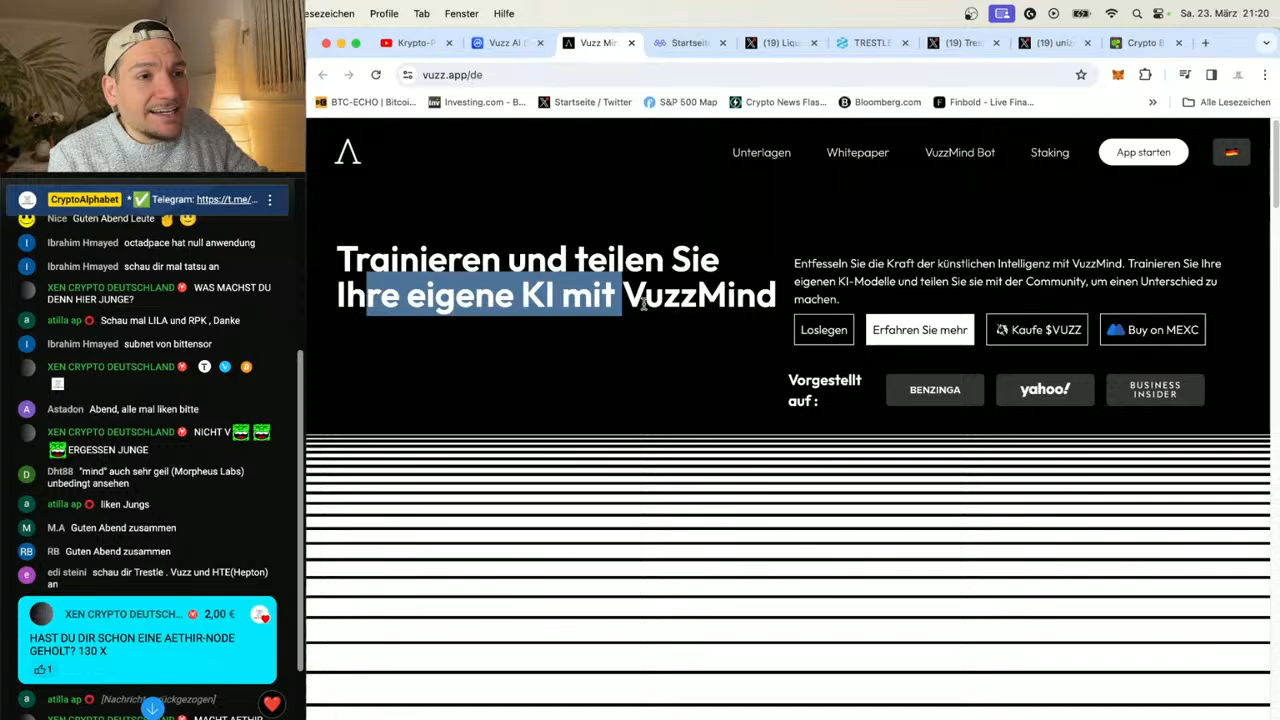 esezeichen Profile Tab Fenster Hilfe
Sa. 23. März 21:20
Krypto-F
Vuzz AI (
Vuzz Min
Startseite
(19) Liqu
TRESTLE
(19) Tres
(19) uniz
Crypto B
vuzz.app/de
BTC-ECHO | Bitcoi...
Investing.com - B...
Startseite / Twitter
S&P 500 Map
Crypto News Flas...
Bloomberg.com
Finbold - Live Fina...
Alle Lesezeichen
Unterlagen
Whitepaper
VuzzMind Bot
Staking
App starten
Trainieren und teilen Sie
Ihre eigene KI mit VuzzMind
Entfesseln Sie die Kraft der künstlichen Intelligenz mit VuzzMind. Trainieren Sie Ihre
eigenen KI-Modelle und teilen Sie sie mit der Community, um einen Unterschied zu
machen.
Loslegen
Erfahren Sie mehr
Kaufe $VUZZ
Buy on MEXC
Vorgestellt
auf :
BENZINGA
yahoo!
BUSINESS
INSIDER
CryptoAlphabet * ✅ Telegram: https://t.me/...
Nice Guten Abend Leute
Ibrahim Hmayed octadpace hat null anwendung
Ibrahim Hmayed schau dir mal tatsu an
XEN CRYPTO DEUTSCHLAND WAS MACHST DU
DENN HIER JUNGE?
atilla ap Schau mal LILA und RPK , Danke
Ibrahim Hmayed subnet von bittensor
XEN CRYPTO DEUTSCHLAND
Astadon Abend, alle mal liken bitte
XEN CRYPTO DEUTSCHLAND NICHT V
ERGESSEN JUNGE
Dht88 "mind" auch sehr geil (Morpheus Labs)
unbedingt ansehen
atilla ap liken Jungs
M.A Guten Abend zusammen
RB Guten Abend zusammen
edi steini schau dir Trestle . Vuzz und HTE(Hepton)
an
XEN CRYPTO DEUTSCH... 2,00 €
HAST DU DIR SCHON EINE AETHIR-NODE
GEHOLT? 130 X
1
atilla ap